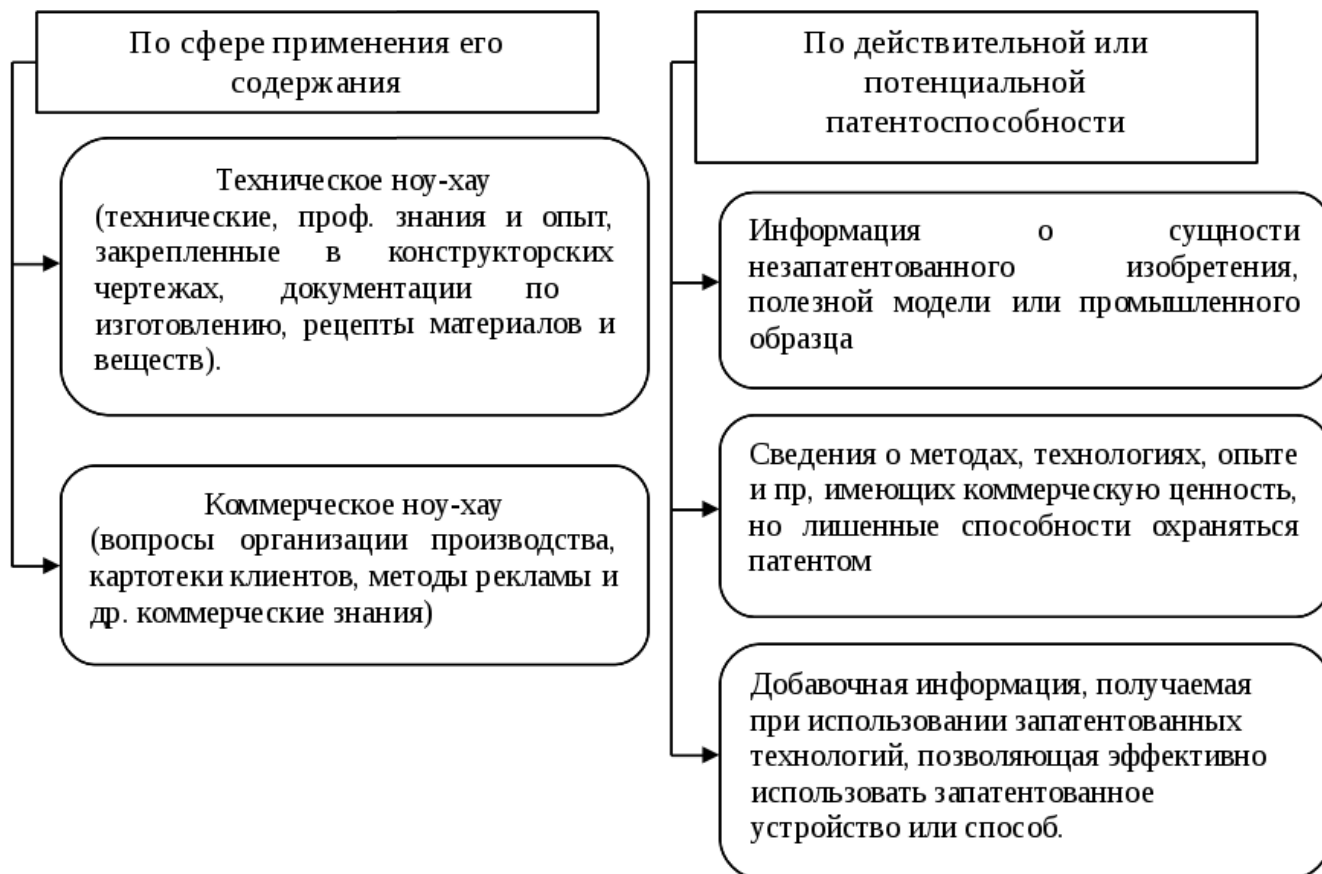 По сфере применения его
содержания
Техническое ноу-хау
(технические, проф. знания и опыт,
закрепленные в конструкторских
чертежах, документации по
изготовлению, рецепты материалов и
веществ).
Коммерческое ноу-хау
(вопросы организации производства,
картотеки клиентов, методы рекламы и
др. коммерческие знания)
По действительной или
потенциальной
патентоспособности
Информация о сущности
незапатентованного изобретения,
полезной модели или промышленного
образца
Сведения о методах, технологиях, опыте
и пр, имеющих коммерческую ценность,
но лишенные способности охраняться
патентом
Добавочная информация, получаемая
при использовании запатентованных
технологий, позволяющая эффективно
использовать запатентованное
устройство или способ.